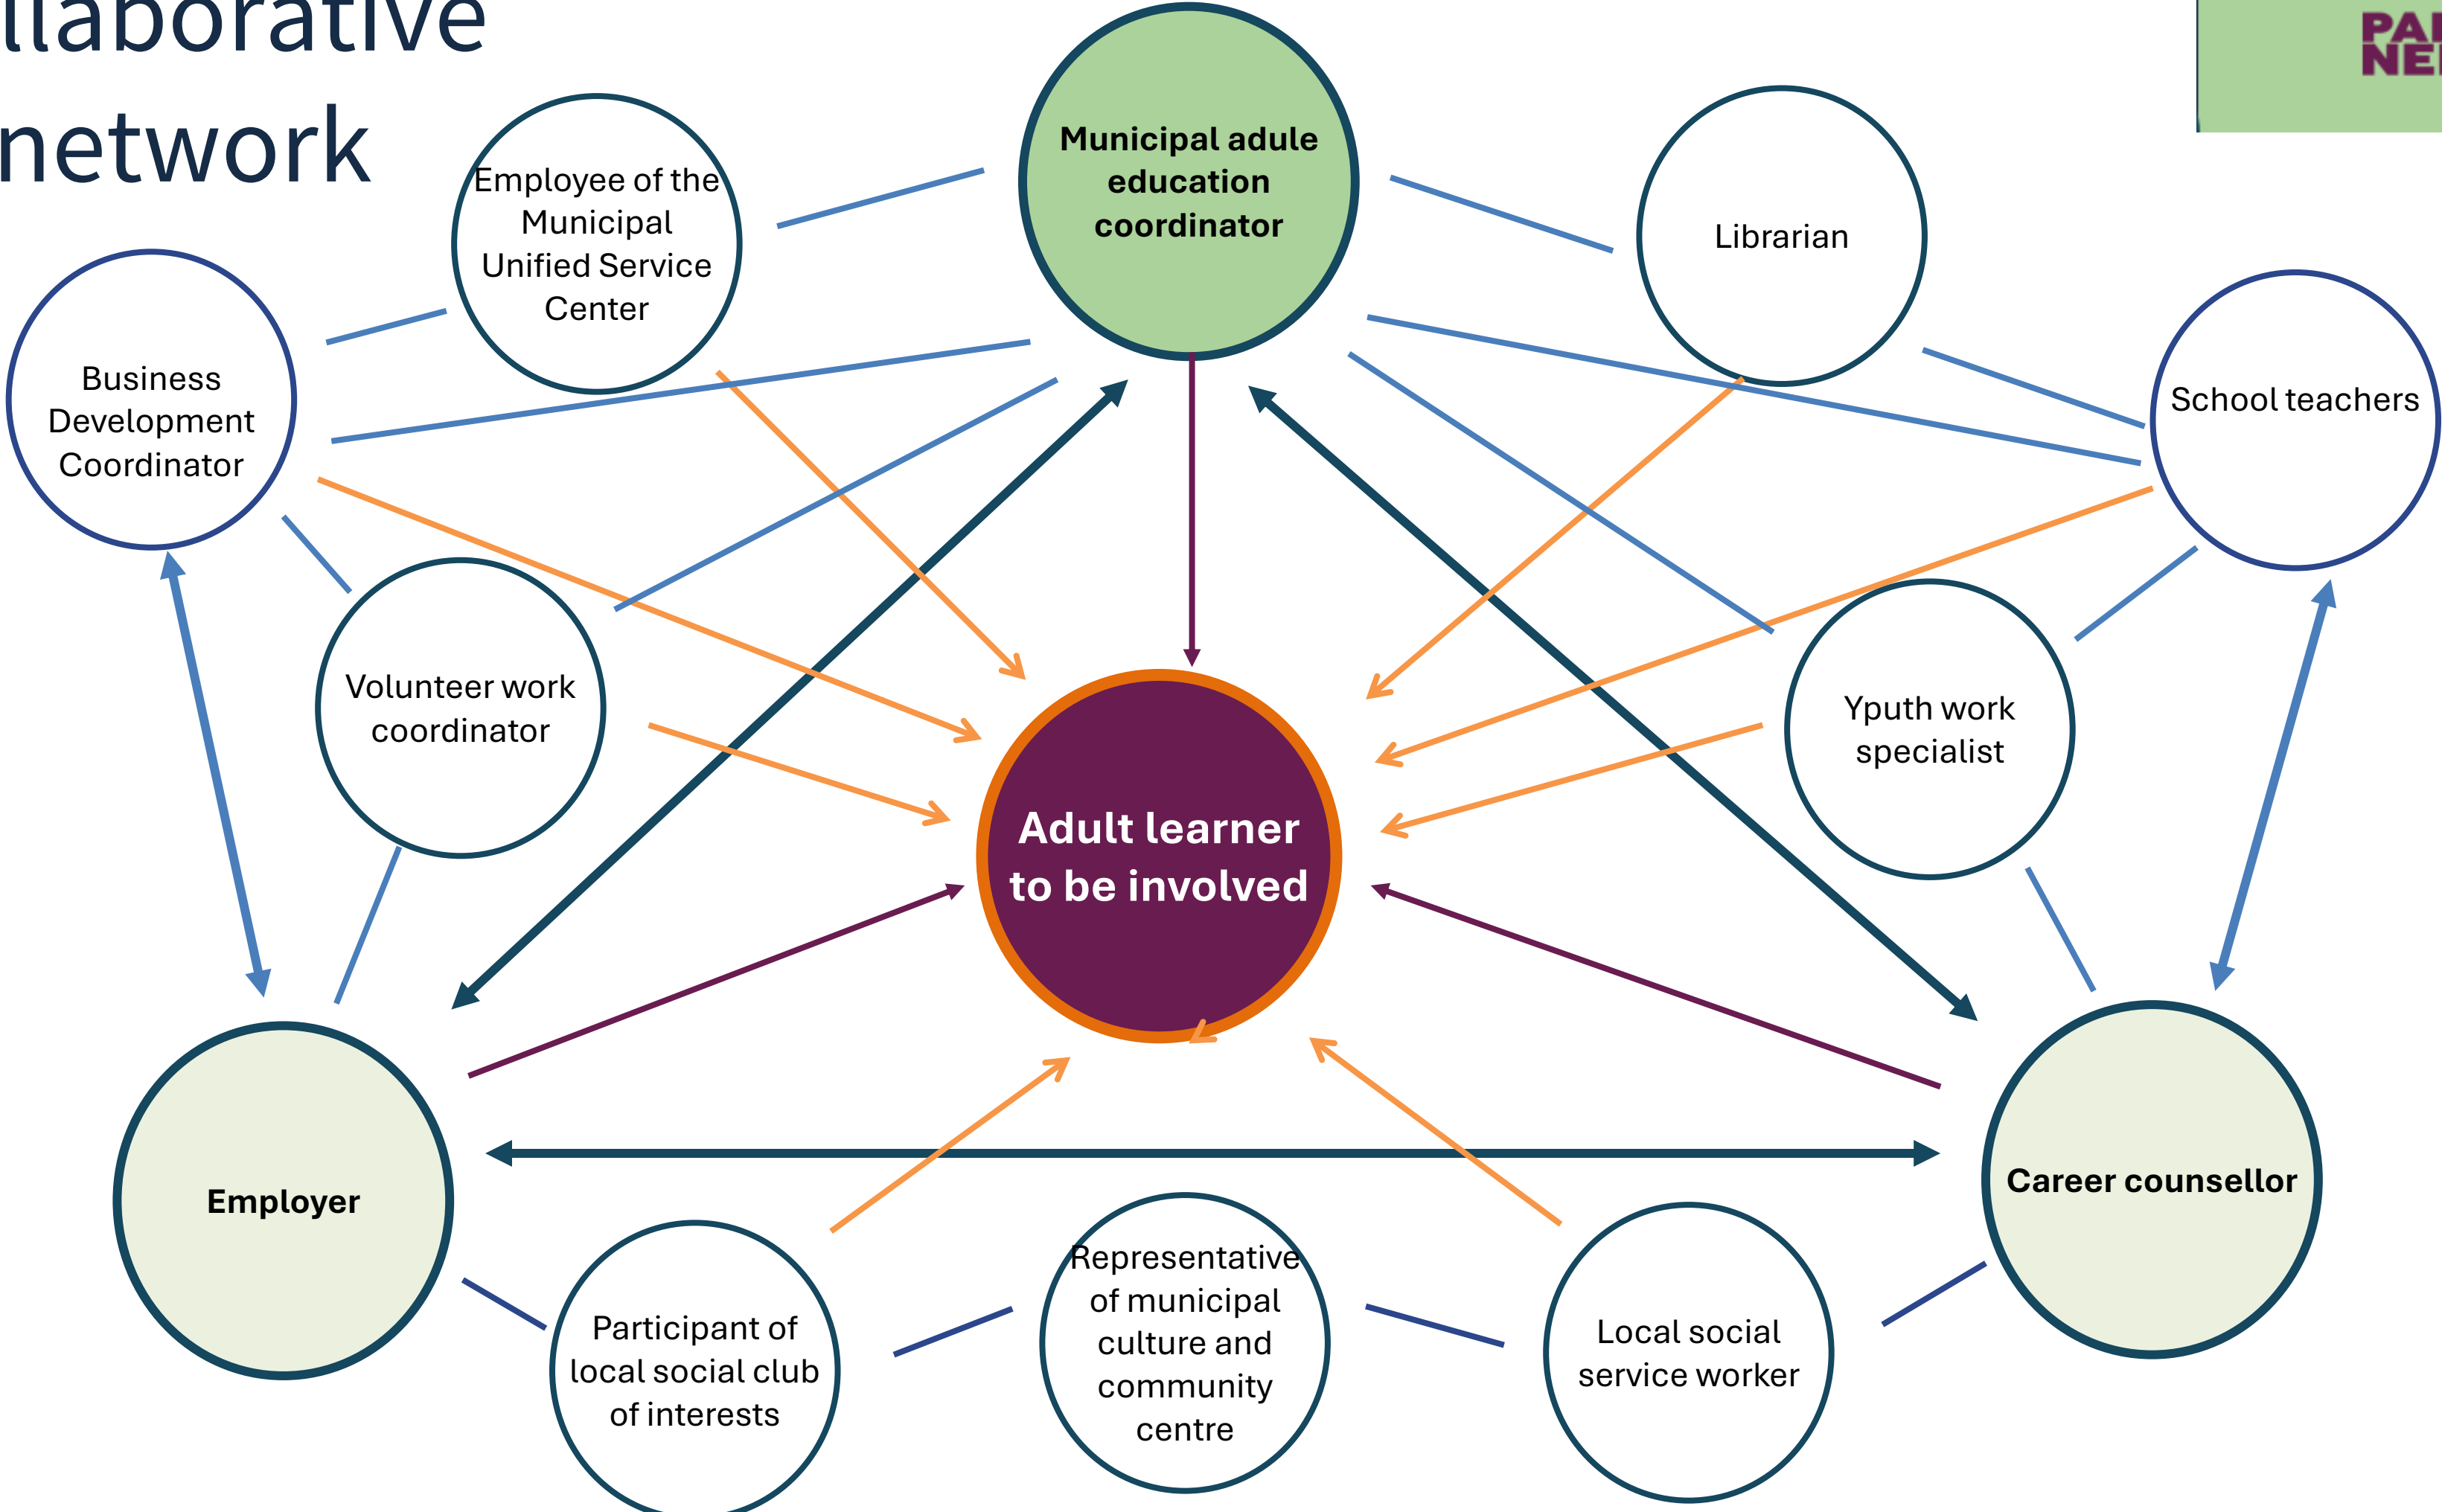 llaborative
network
PAR
NE
Municipal adule
education
coordinator
Employee of the
Municipal
Unified Service
Center
Librarian
Business
Development
Coordinator
School teachers
Volunteer work
coordinator
Yputh work
specialist
Adult learner
to be involved
Employer
Career counsellor
Participant of
local social club
of interests
Representative
of municipal
culture and
community
centre
Local social
service worker